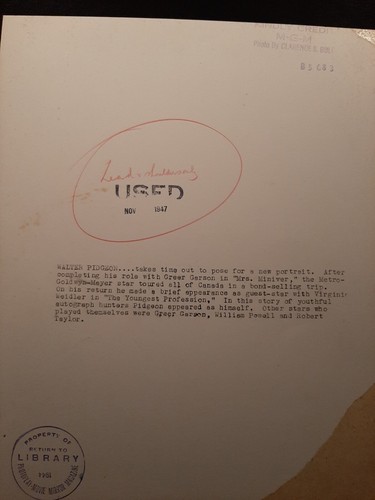 M-G-M
Photo by CLARENCE S. BULL
USED
NOV 1947
WALTER PIDGEON....takes time out to pose for a new portrait. After
completing his role with Greer Garson in "Mrs. Miniver," the Metro-
Goldwyn-Mayer star toured all of Canada in a bond-selling trip.
On his return he made a brief appearance as guest-star with Virginia
Weidler in "The Youngest Profession." In this story of youthful
autograph hunters Pidgeon appeared as himself. Other stars who
played themselves were Greer Garson, William Powell and Robert
Taylor.
PROPERTY OF
RETURN TO
LIBRARY